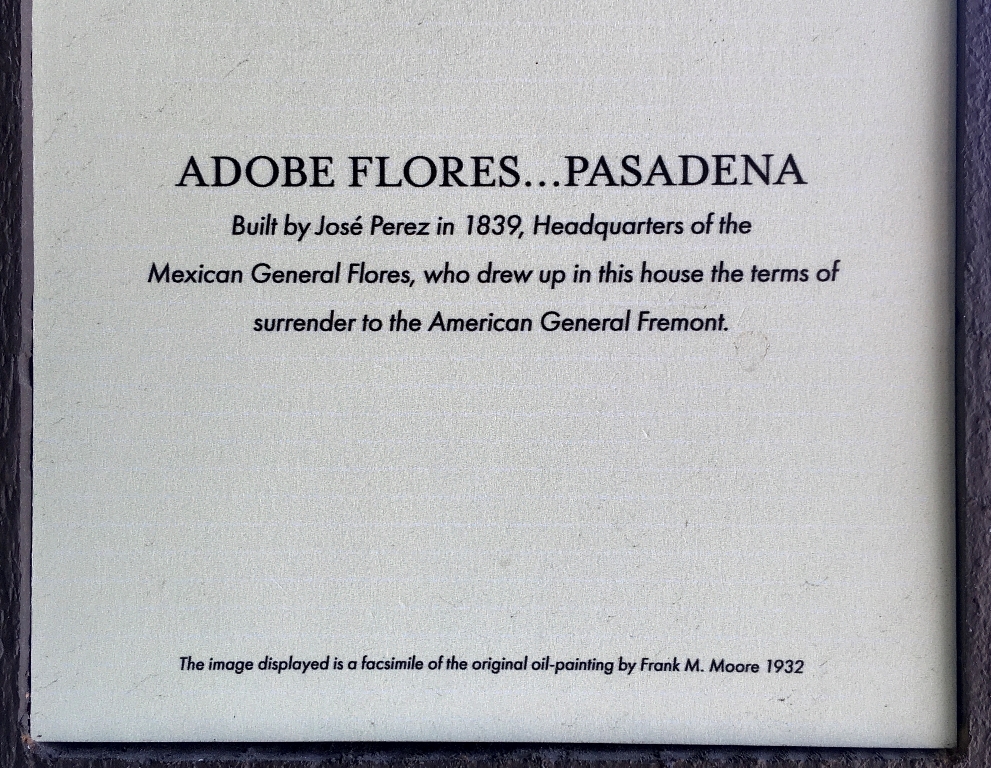 ADOBE FLORES...PASADENA
Built by José Perez in 1839, Headquarters of the
Mexican General Flores, who drew up in this house the terms of
surrender to the American General Fremont.
The image displayed is a facsimile of the original oil-painting by Frank M. Moore 1932